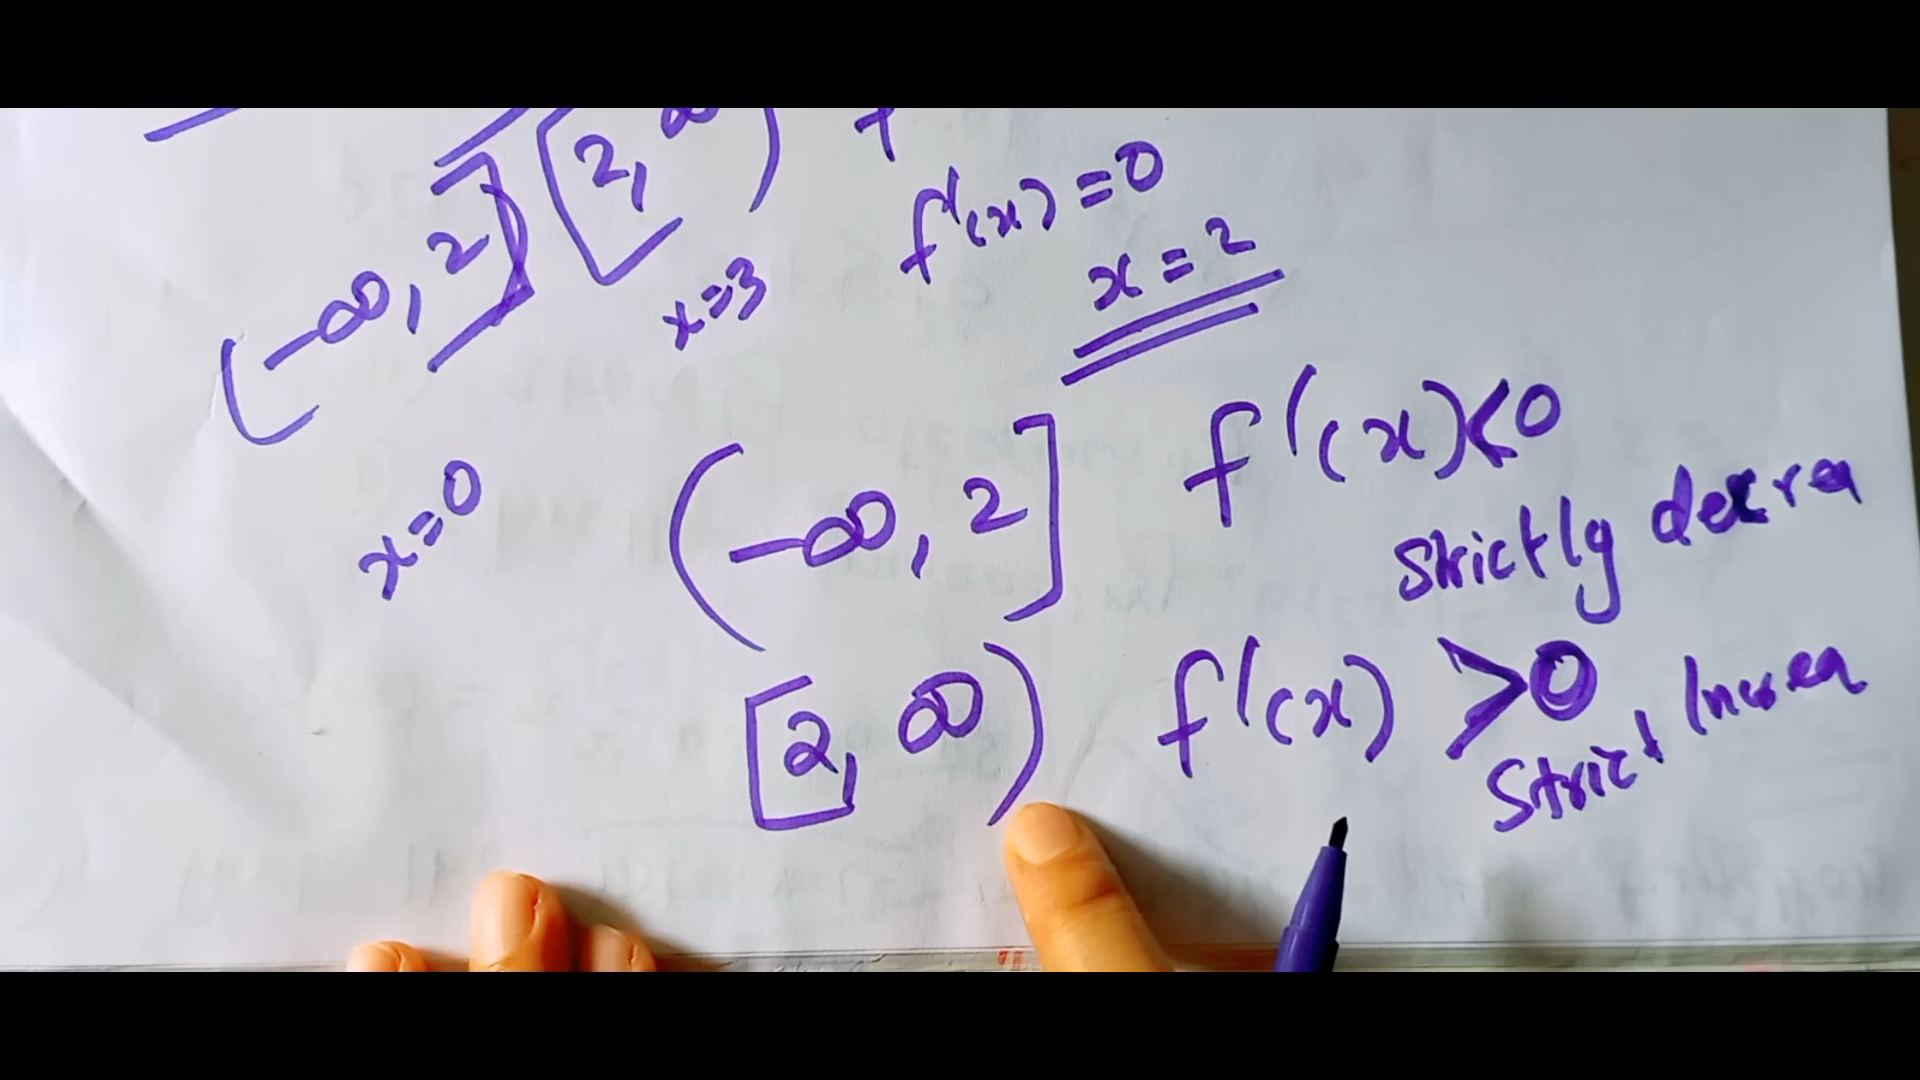 (-∞, 2] [2, ∞)
x=3
f'(x)=0
x=2
x=0
(-∞, 2] f'(x)<0
strictly decrea
[2, ∞) f'(x) >0
Strict Increa